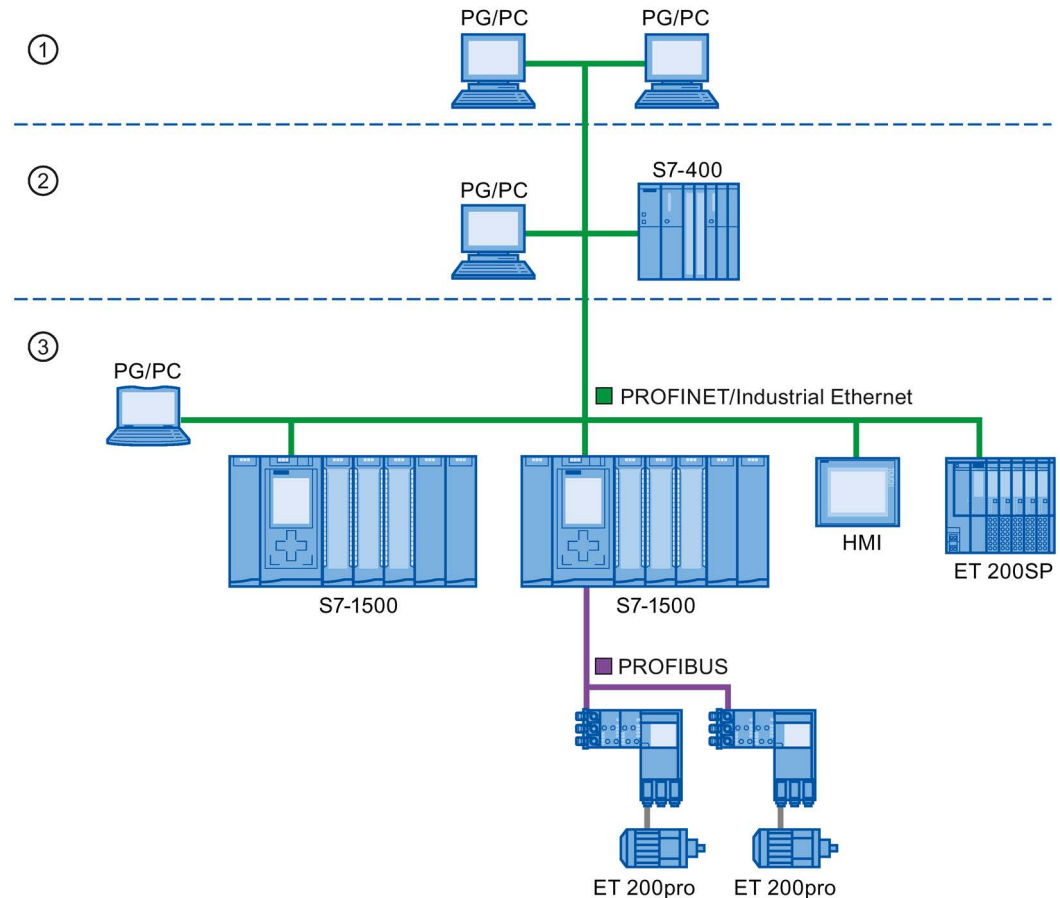 PG/PC PG/PC
①
②
PG/PC S7-400
③
PG/PC
PROFINET/Industrial Ethernet
HMI
ET 200SP
S7-1500 S7-1500
PROFIBUS
ET 200pro ET 200pro